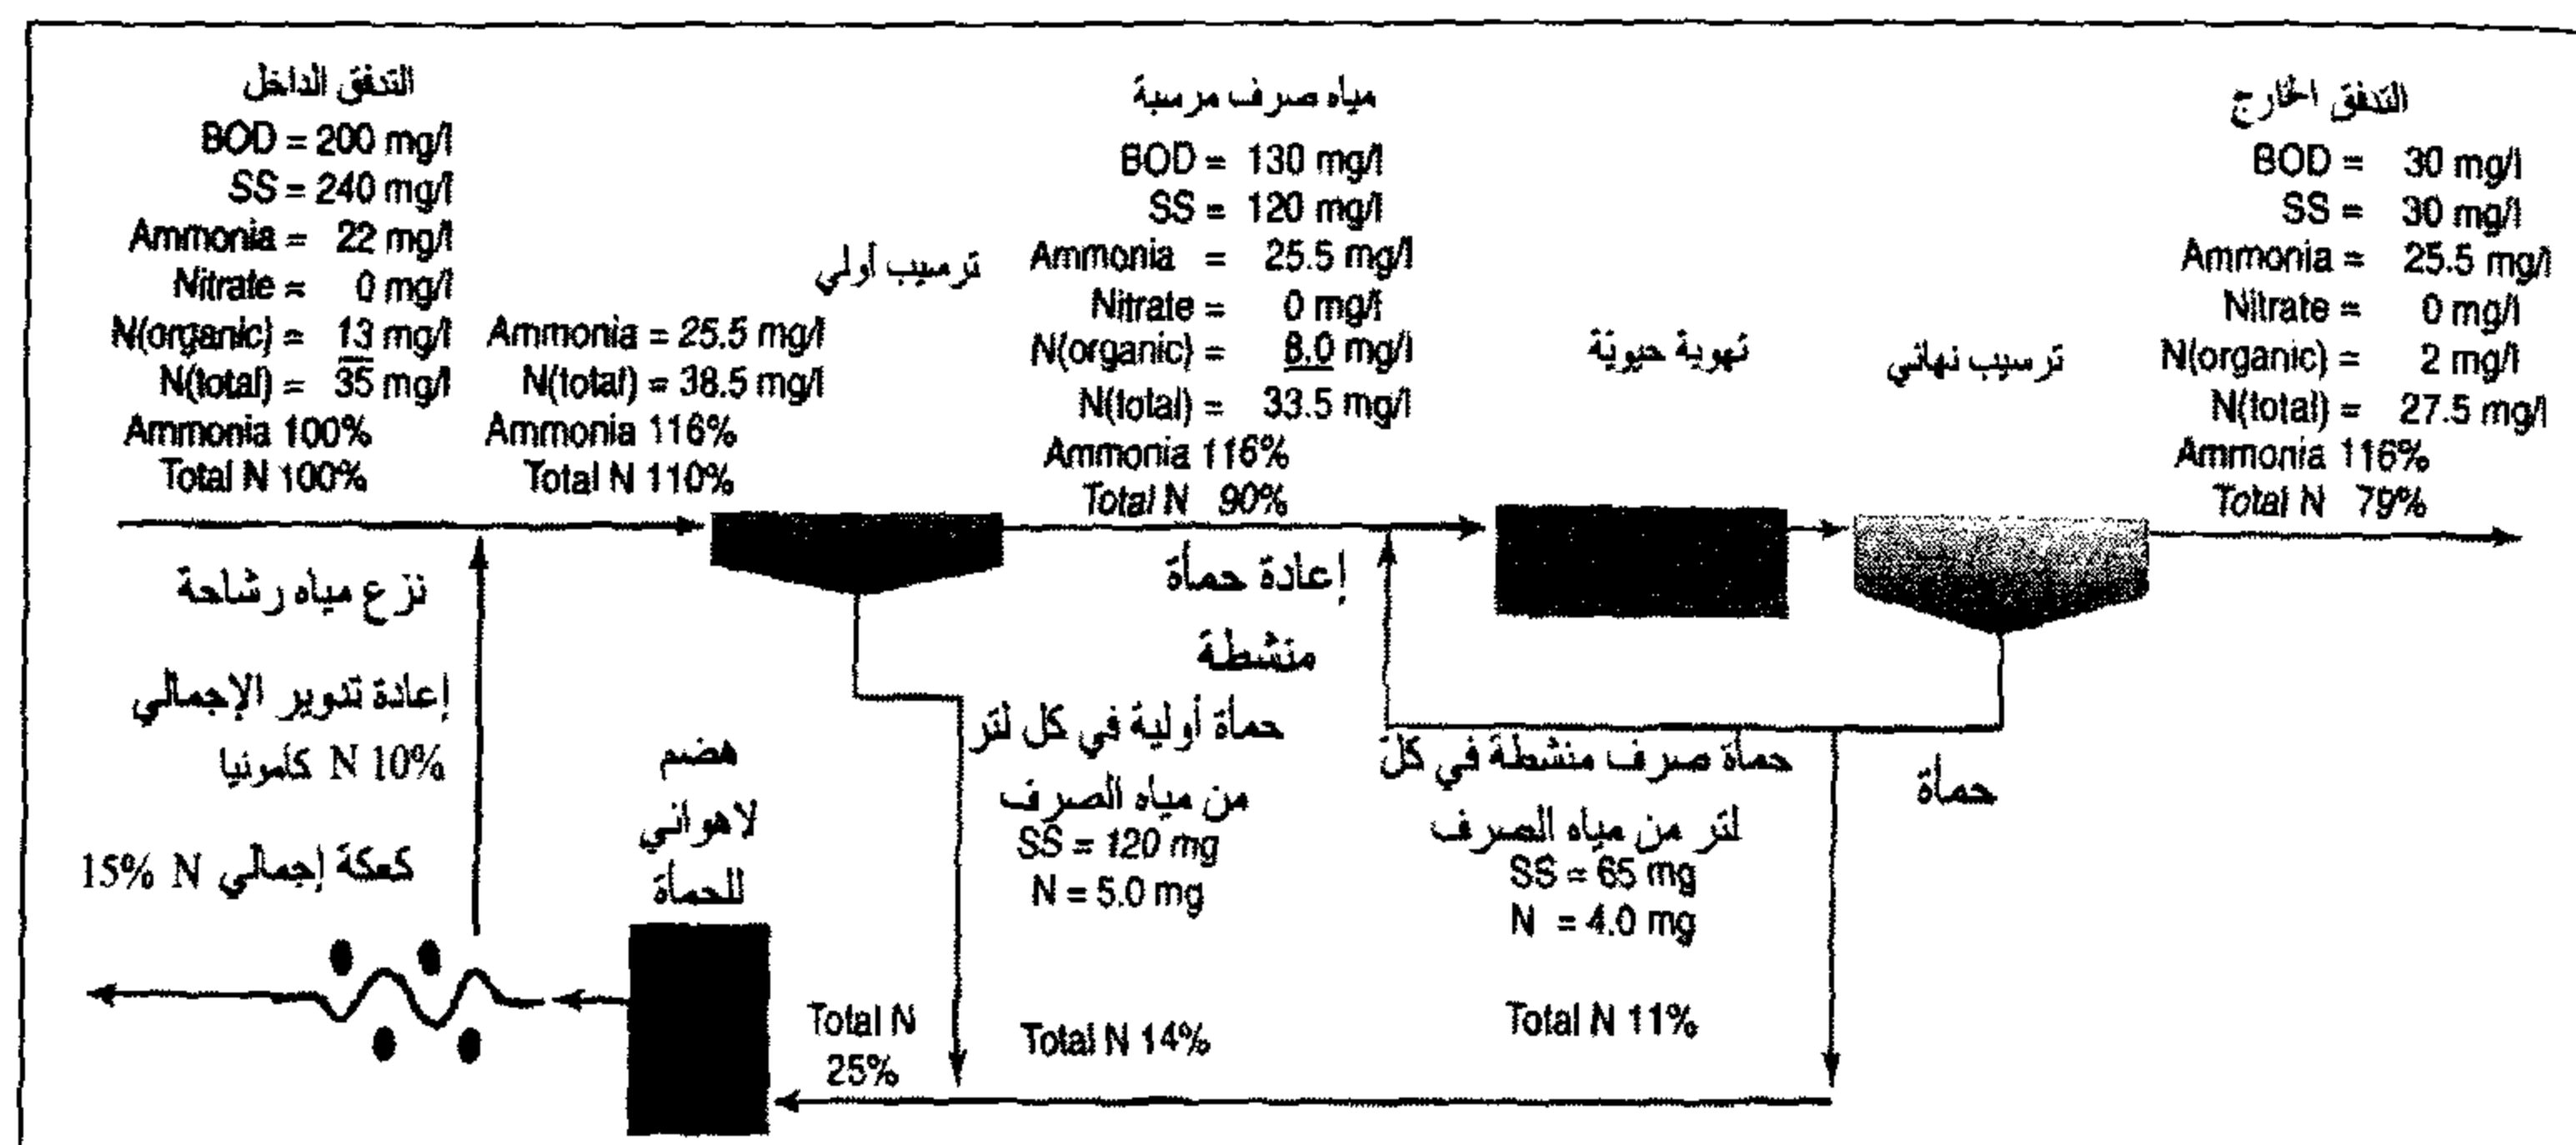 التدفق الداخل
BOD = 200 mg/l
SS = 240 mg/l
Ammonia = 22 mg/l
Nitrate = 0 mg/l
N(organic) = 13 mg/l
N(total) = 35 mg/l
Ammonia 100%
Total N 100%
Ammonia = 25.5 mg/l
N(total) = 38.5 mg/l
Ammonia 116%
Total N 110%
ترسيب أولي
مياه صرف مرسبة
BOD = 130 mg/l
SS = 120 mg/l
Ammonia = 25.5 mg/l
Nitrate = 0 mg/l
N(organic) = 8.0 mg/l
N(total) = 33.5 mg/l
Ammonia 116%
Total N 90%
تهوية حيوية
ترسيب نهائي
التدفق الخارج
BOD = 30 mg/l
SS = 30 mg/l
Ammonia = 25.5 mg/l
Nitrate = 0 mg/l
N(organic) = 2 mg/l
N(total) = 27.5 mg/l
Ammonia 116%
Total N 79%
نزع مياه رشاحة
إعادة تدوير الإجمالي
N 10% كأمونيا
كعكة إجمالي N 15%
هضم
لاهوائي
للحمأة
إعادة حمأة
منشطة
حمأة أولية في كل لتر
من مياه الصرف
SS = 120 mg
N = 5.0 mg
حمأة صرف منشطة في كل
لتر من مياه الصرف
SS = 65 mg
N = 4.0 mg
حمأة
Total N
25%
Total N 14%
Total N 11%